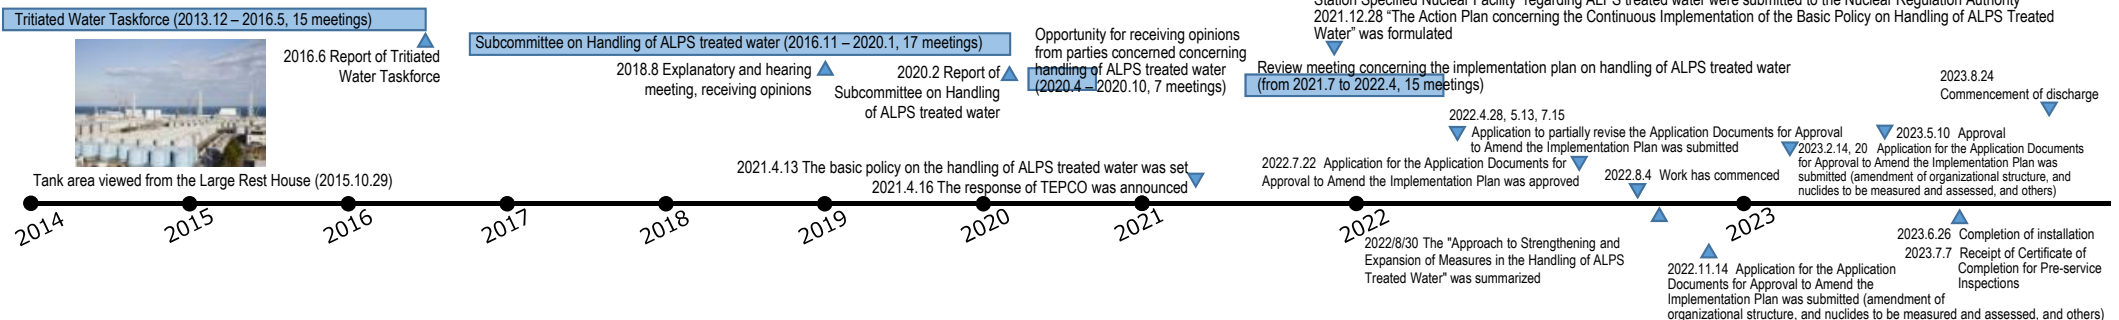 Tritiated Water Taskforce (2013.12 – 2016.5, 15 meetings)
2016.6 Report of Tritiated
Water Taskforce
Tank area viewed from the Large Rest House (2015.10.29)
Subcommittee on Handling of ALPS treated water (2016.11 – 2020.1, 17 meetings)
2018.8 Explanatory and hearing
meeting, receiving opinions
2020.2 Report of
Subcommittee on Handling
of ALPS treated water
Opportunity for receiving opinions
from parties concerned concerning
handling of ALPS treated water
(2020.4 – 2020.10, 7 meetings)
2021.4.13 The basic policy on the handling of ALPS treated water was set
2021.4.16 The response of TEPCO was announced
Station Specified Nuclear Facility" regarding ALPS treated water were submitted to the Nuclear Regulation Authority
2021.12.28 “The Action Plan concerning the Continuous Implementation of the Basic Policy on Handling of ALPS Treated
Water” was formulated
Review meeting concerning the implementation plan on handling of ALPS treated water
(from 2021.7 to 2022.4, 15 meetings)
2022.4.28, 5.13, 7.15
Application to partially revise the Application Documents for Approval
to Amend the Implementation Plan was submitted
2022.7.22 Application for the Application Documents for
Approval to Amend the Implementation Plan was approved
2022.8.4 Work has commenced
2023.8.24
Commencement of discharge
2023.5.10 Approval
2023.2.14, 20 Application for the Application Documents
for Approval to Amend the Implementation Plan was
submitted (amendment of organizational structure, and
nuclides to be measured and assessed, and others)
2014
2015
2016
2017
2018
2019
2020
2021
2022
2023
2022/8/30 The "Approach to Strengthening and
Expansion of Measures in the Handling of ALPS
Treated Water" was summarized
2022.11.14 Application for the Application
Documents for Approval to Amend the
Implementation Plan was submitted (amendment of
organizational structure, and nuclides to be measured and assessed, and others)
2023.6.26 Completion of installation
2023.7.7 Receipt of Certificate of
Completion for Pre-service
Inspections